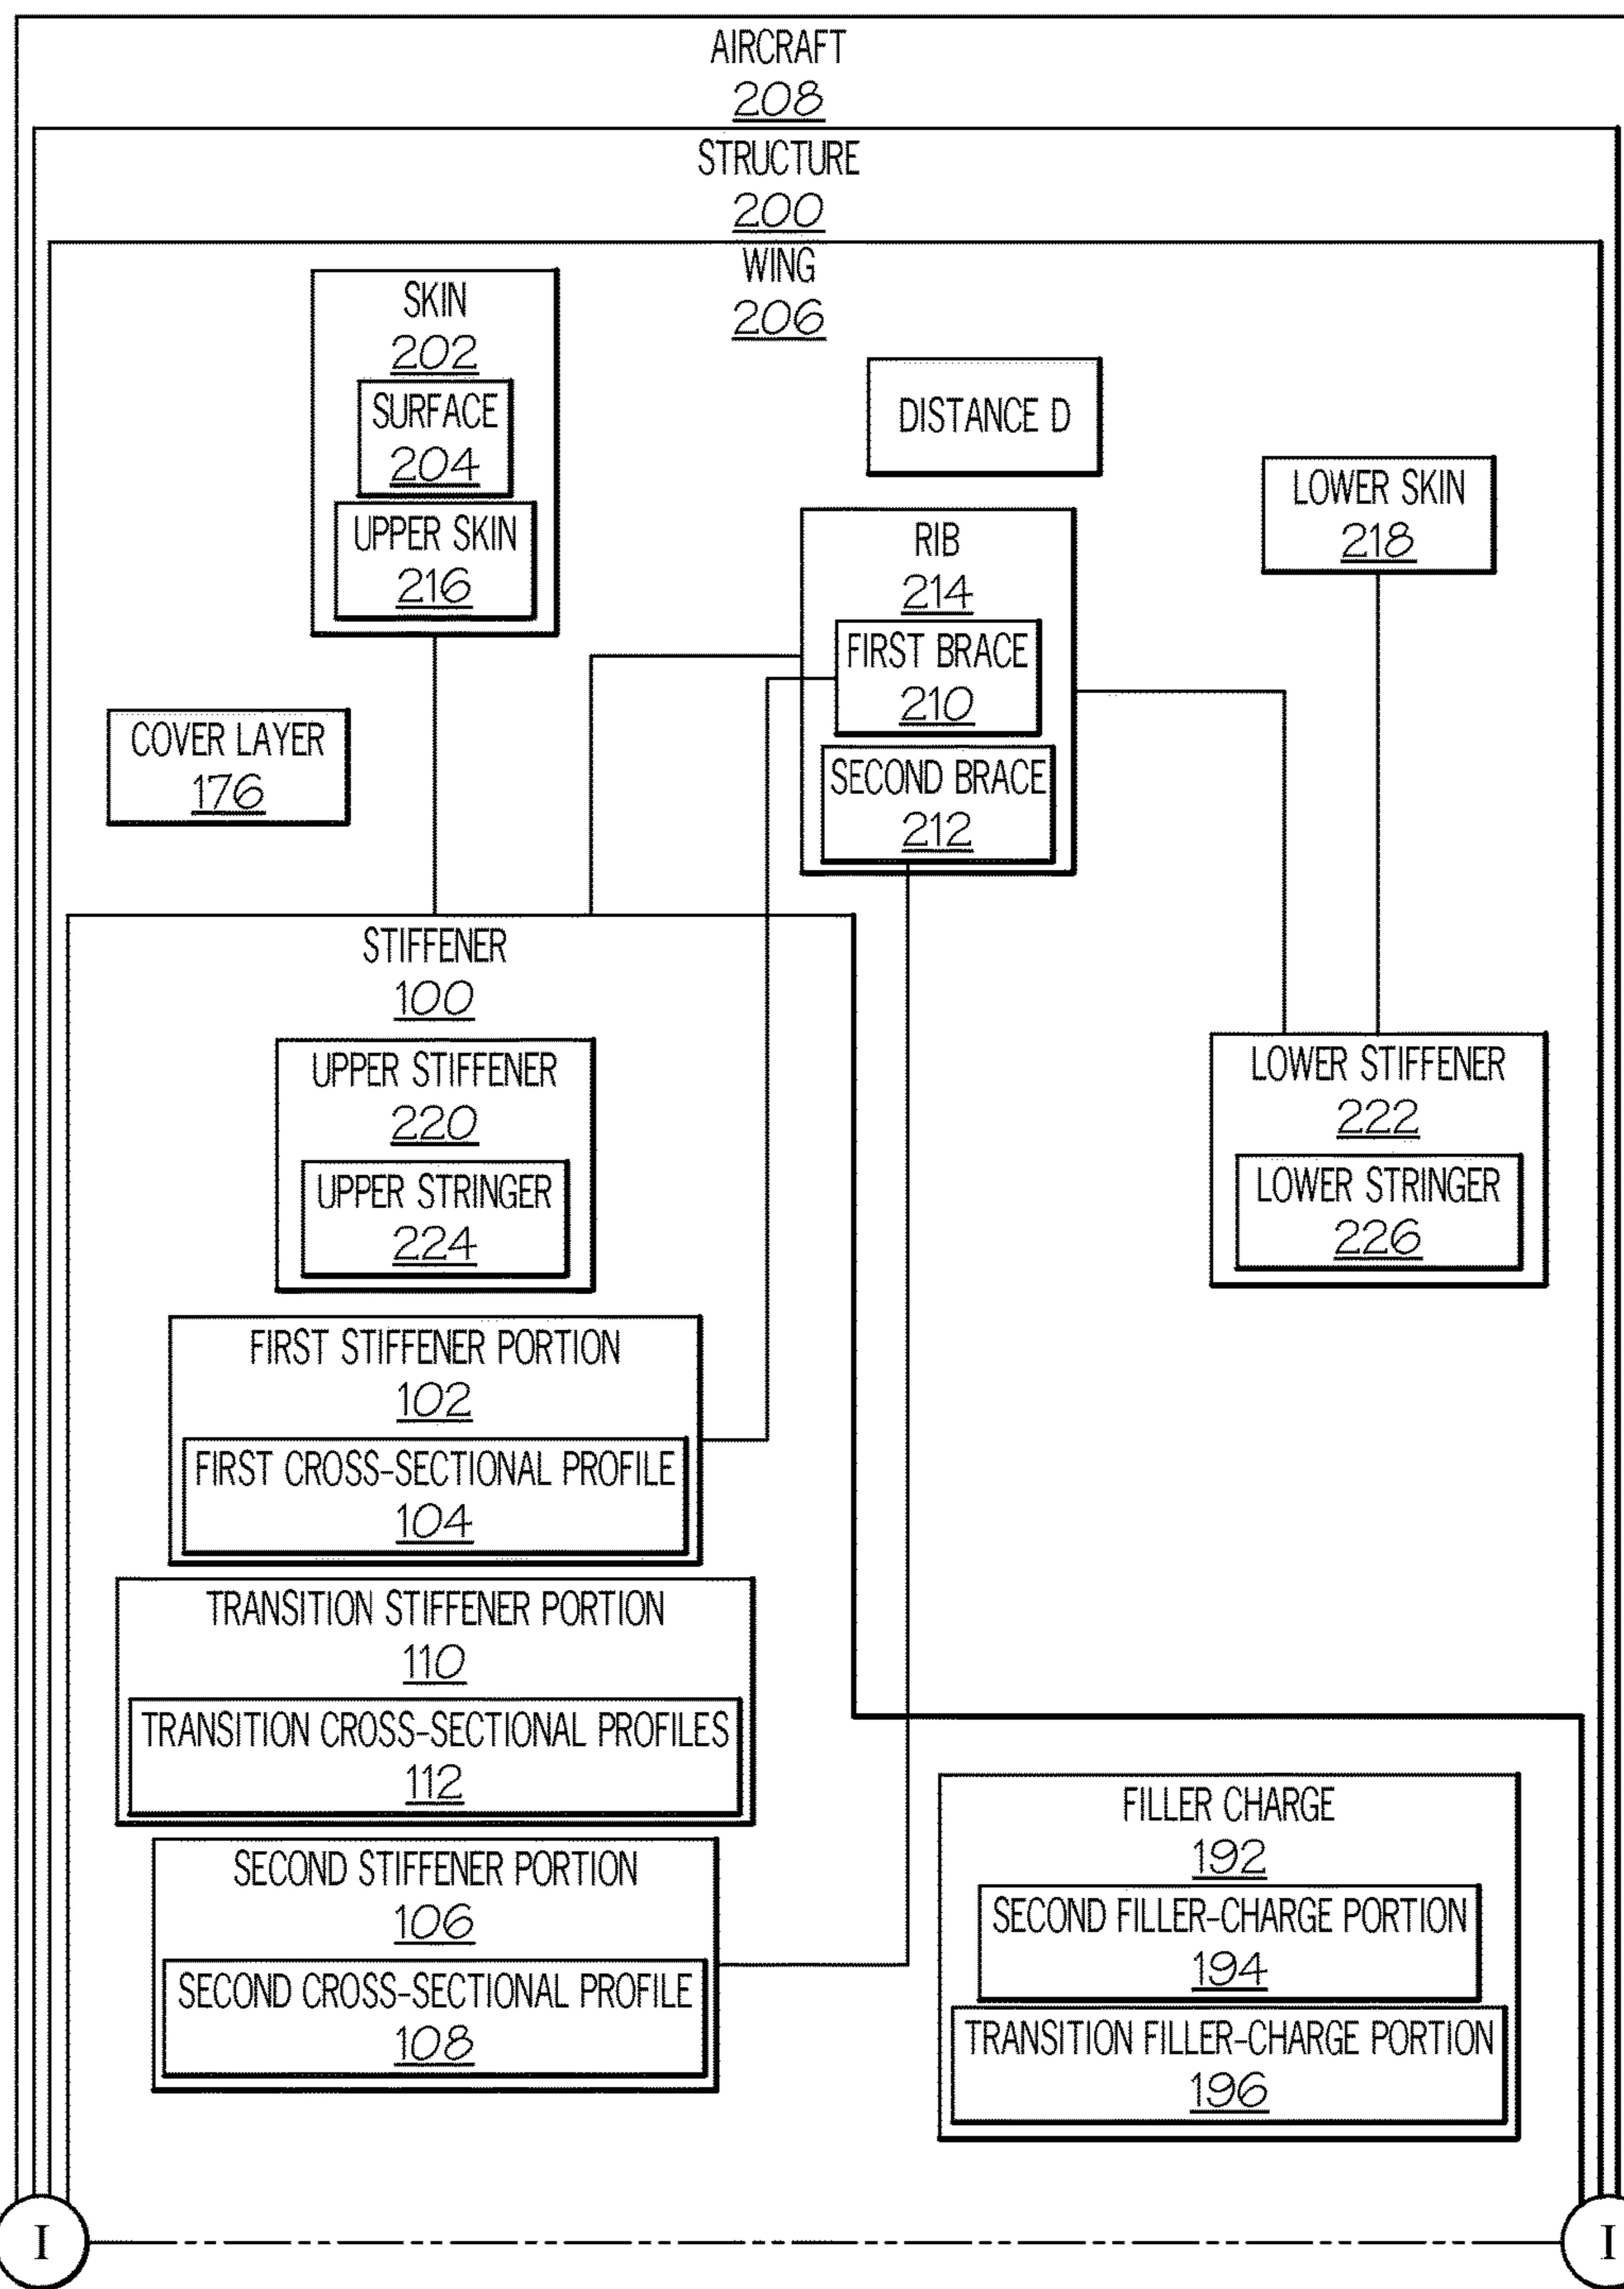 AIRCRAFT
208
STRUCTURE
200
WING
206
SKIN
202
SURFACE
204
UPPER SKIN
216
DISTANCE D
LOWER SKIN
218
RIB
214
FIRST BRACE
210
SECOND BRACE
212
COVER LAYER
176
STIFFENER
100
UPPER STIFFENER
220
UPPER STRINGER
224
LOWER STIFFENER
222
LOWER STRINGER
226
FIRST STIFFENER PORTION
102
FIRST CROSS-SECTIONAL PROFILE
104
TRANSITION STIFFENER PORTION
110
TRANSITION CROSS-SECTIONAL PROFILES
112
SECOND STIFFENER PORTION
106
SECOND CROSS-SECTIONAL PROFILE
108
FILLER CHARGE
192
SECOND FILLER-CHARGE PORTION
194
TRANSITION FILLER-CHARGE PORTION
196
I
I